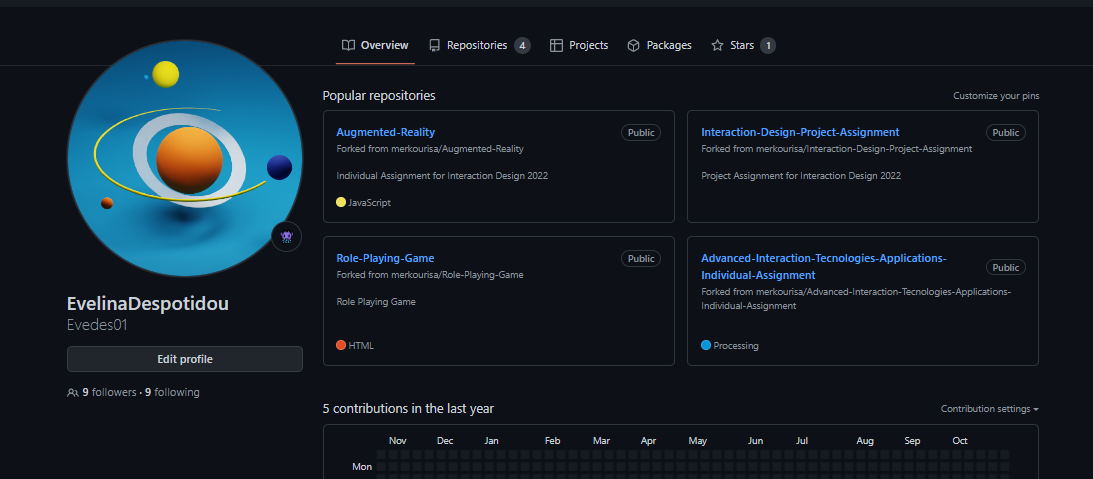 Overview Repositories 4 Projects Packages Stars 1
Popular repositories
Customize your pins
Augmented-Reality Public
Forked from merkourisa/Augmented-Reality
Individual Assignment for Interaction Design 2022
JavaScript
Interaction-Design-Project-Assignment Public
Forked from merkourisa/Interaction-Design-Project-Assignment
Project Assignment for Interaction Design 2022
Role-Playing-Game Public
Forked from merkourisa/Role-Playing-Game
Role Playing Game
HTML
Advanced-Interaction-Tecnologies-Applications-
Individual-Assignment Public
Forked from merkourisa/Advanced-Interaction-Tecnologies-Applications-
Individual-Assignment
Processing
EvelinaDespotidou
Evedes01
Edit profile
9 followers · 9 following
5 contributions in the last year
Contribution settings
Nov Dec Jan Feb Mar Apr May Jun Jul Aug Sep Oct
Mon